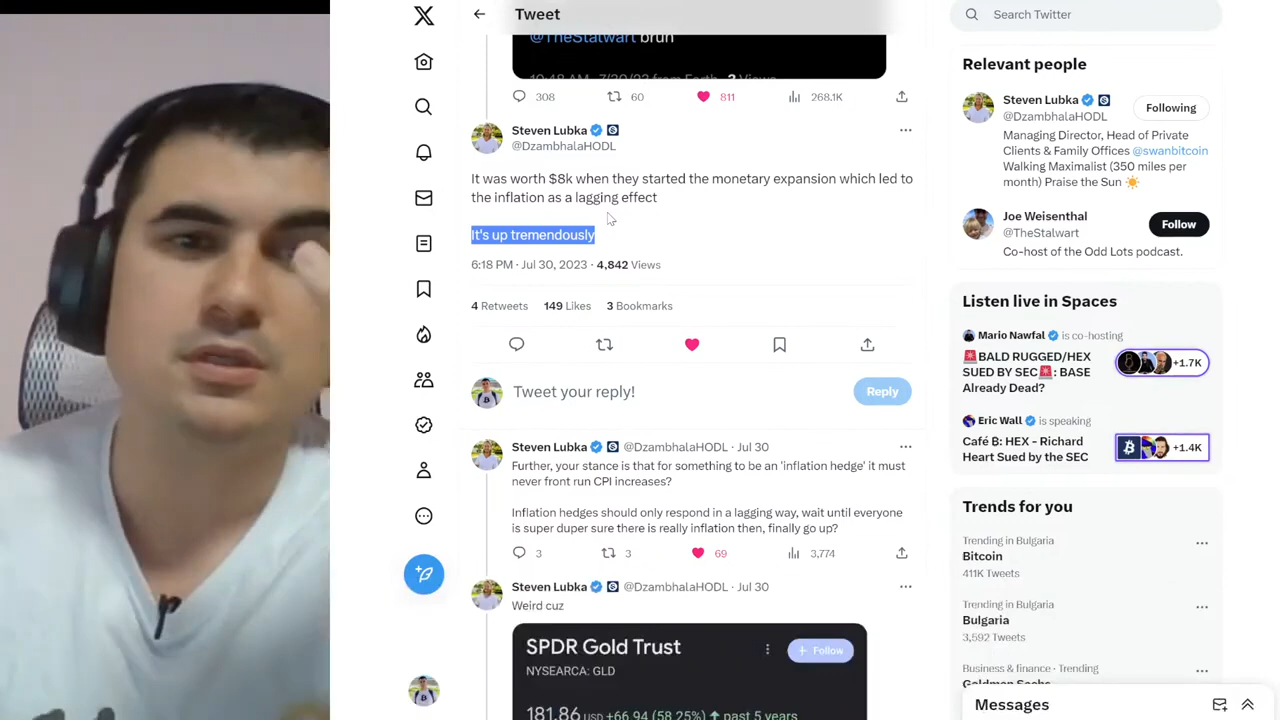 Tweet
Search Twitter
@TheStalwart bruh
308
60
811
268.1K
Steven Lubka
@DzambhalaHODL
It was worth $8k when they started the monetary expansion which led to
the inflation as a lagging effect
It's up tremendously
6:18 PM · Jul 30, 2023 · 4,842 Views
4 Retweets 149 Likes 3 Bookmarks
Tweet your reply!
Reply
Steven Lubka @DzambhalaHODL · Jul 30
Further, your stance is that for something to be an 'inflation hedge' it must
never front run CPI increases?
Inflation hedges should only respond in a lagging way, wait until everyone
is super duper sure there is really inflation then, finally go up?
3
3
69
3,774
Steven Lubka @DzambhalaHODL · Jul 30
Weird cuz
SPDR Gold Trust
+ Follow
NYSEARCA: GLD
181.86 USD +66.94 (58.25%) ↑ past 5 years
Relevant people
Steven Lubka
@DzambhalaHODL
Following
Managing Director, Head of Private
Clients & Family Offices @swanbitcoin
Walking Maximalist (350 miles per
month) Praise the Sun ☀️
Joe Weisenthal
@TheStalwart
Follow
Co-host of the Odd Lots podcast.
Listen live in Spaces
Mario Nawfal is co-hosting
🚨BALD RUGGED/HEX
SUED BY SEC🚨: BASE
Already Dead?
+1.7K
Eric Wall is speaking
Café B: HEX - Richard
Heart Sued by the SEC
+1.4K
Trends for you
Trending in Bulgaria
Bitcoin
411K Tweets
Trending in Bulgaria
Bulgaria
3,592 Tweets
Business & finance · Trending
Messages